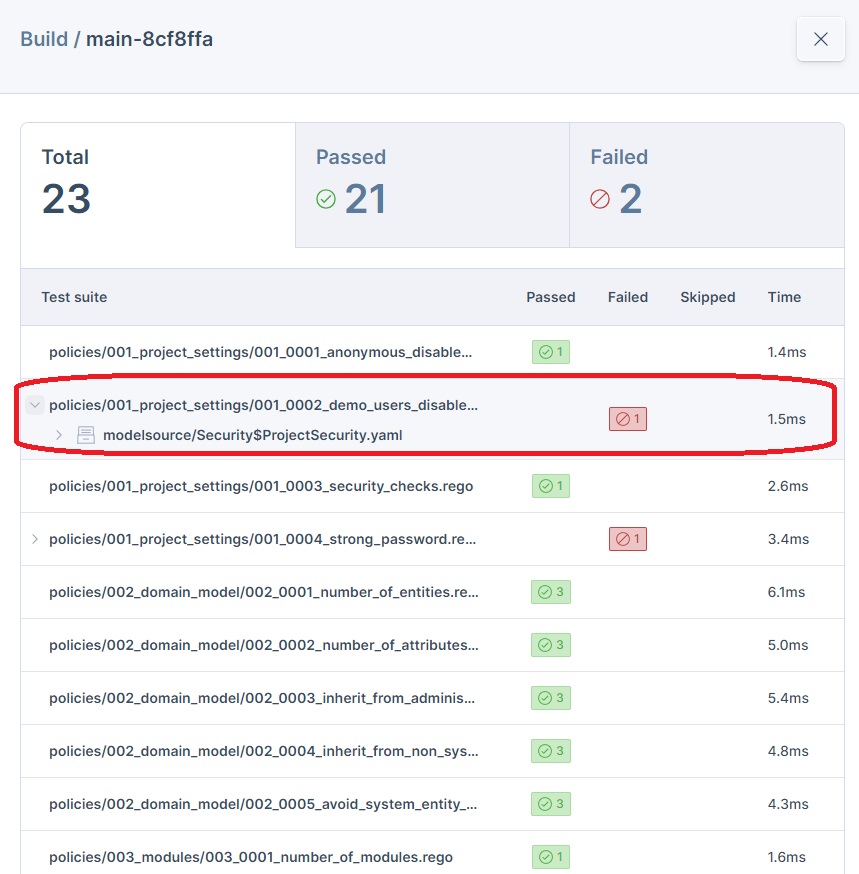 Build / main-8cf8ffa
Total Passed Failed
23 21 2
Test suite Passed Failed Skipped Time
policies/001_project_settings/001_0001_anonymous_disable... 1 1.4ms
policies/001_project_settings/001_0002_demo_users_disable... 1 1.5ms
modelsource/Security$ProjectSecurity.yaml
policies/001_project_settings/001_0003_security_checks.rego 1 2.6ms
policies/001_project_settings/001_0004_strong_password.re... 1 3.4ms
policies/002_domain_model/002_0001_number_of_entities.re... 3 6.1ms
policies/002_domain_model/002_0002_number_of_attributes... 3 5.0ms
policies/002_domain_model/002_0003_inherit_from_adminis... 3 5.4ms
policies/002_domain_model/002_0004_inherit_from_non_sys... 3 4.8ms
policies/002_domain_model/002_0005_avoid_system_entity_... 3 4.3ms
policies/003_modules/003_0001_number_of_modules.rego 1 1.6ms